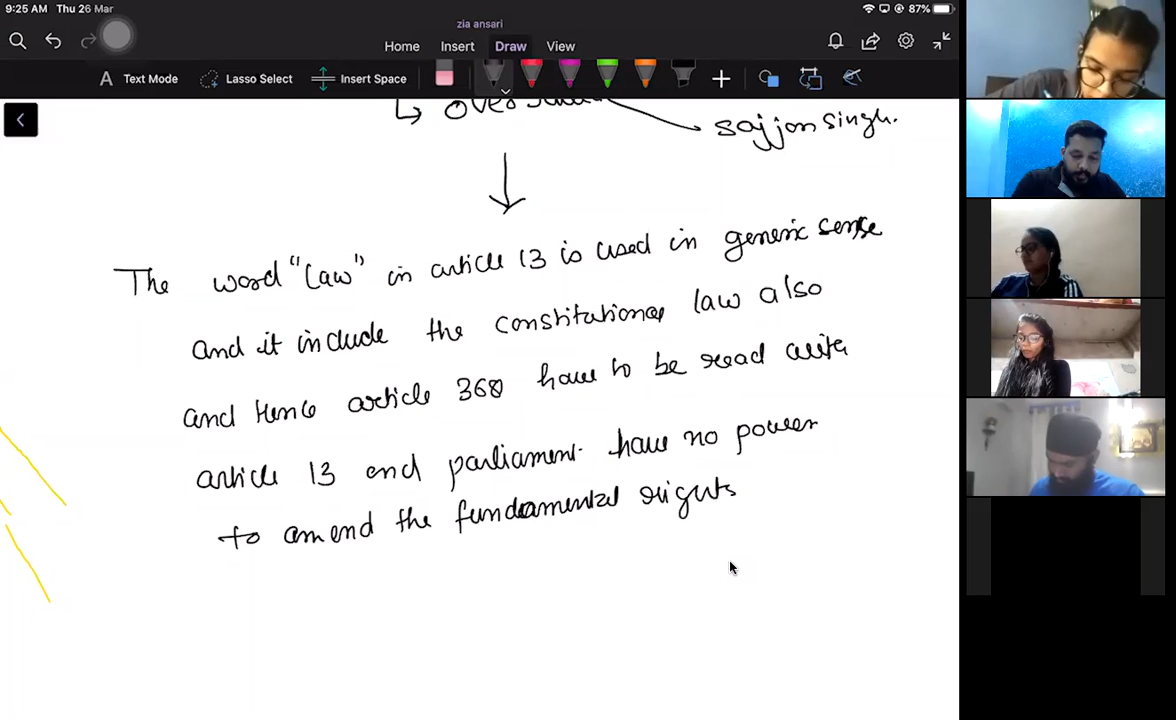 9:25 AM Thu 26 Mar
87%
zia ansari
Home Insert Draw View
Text Mode Lasso Select Insert Space
sajjan singh.
The word "law" in article 13 is used in generic sense
and it include the constitutional law also
and Hence article 368 have to be read with
article 13 and parliament have no power
to amend the fundamental rights